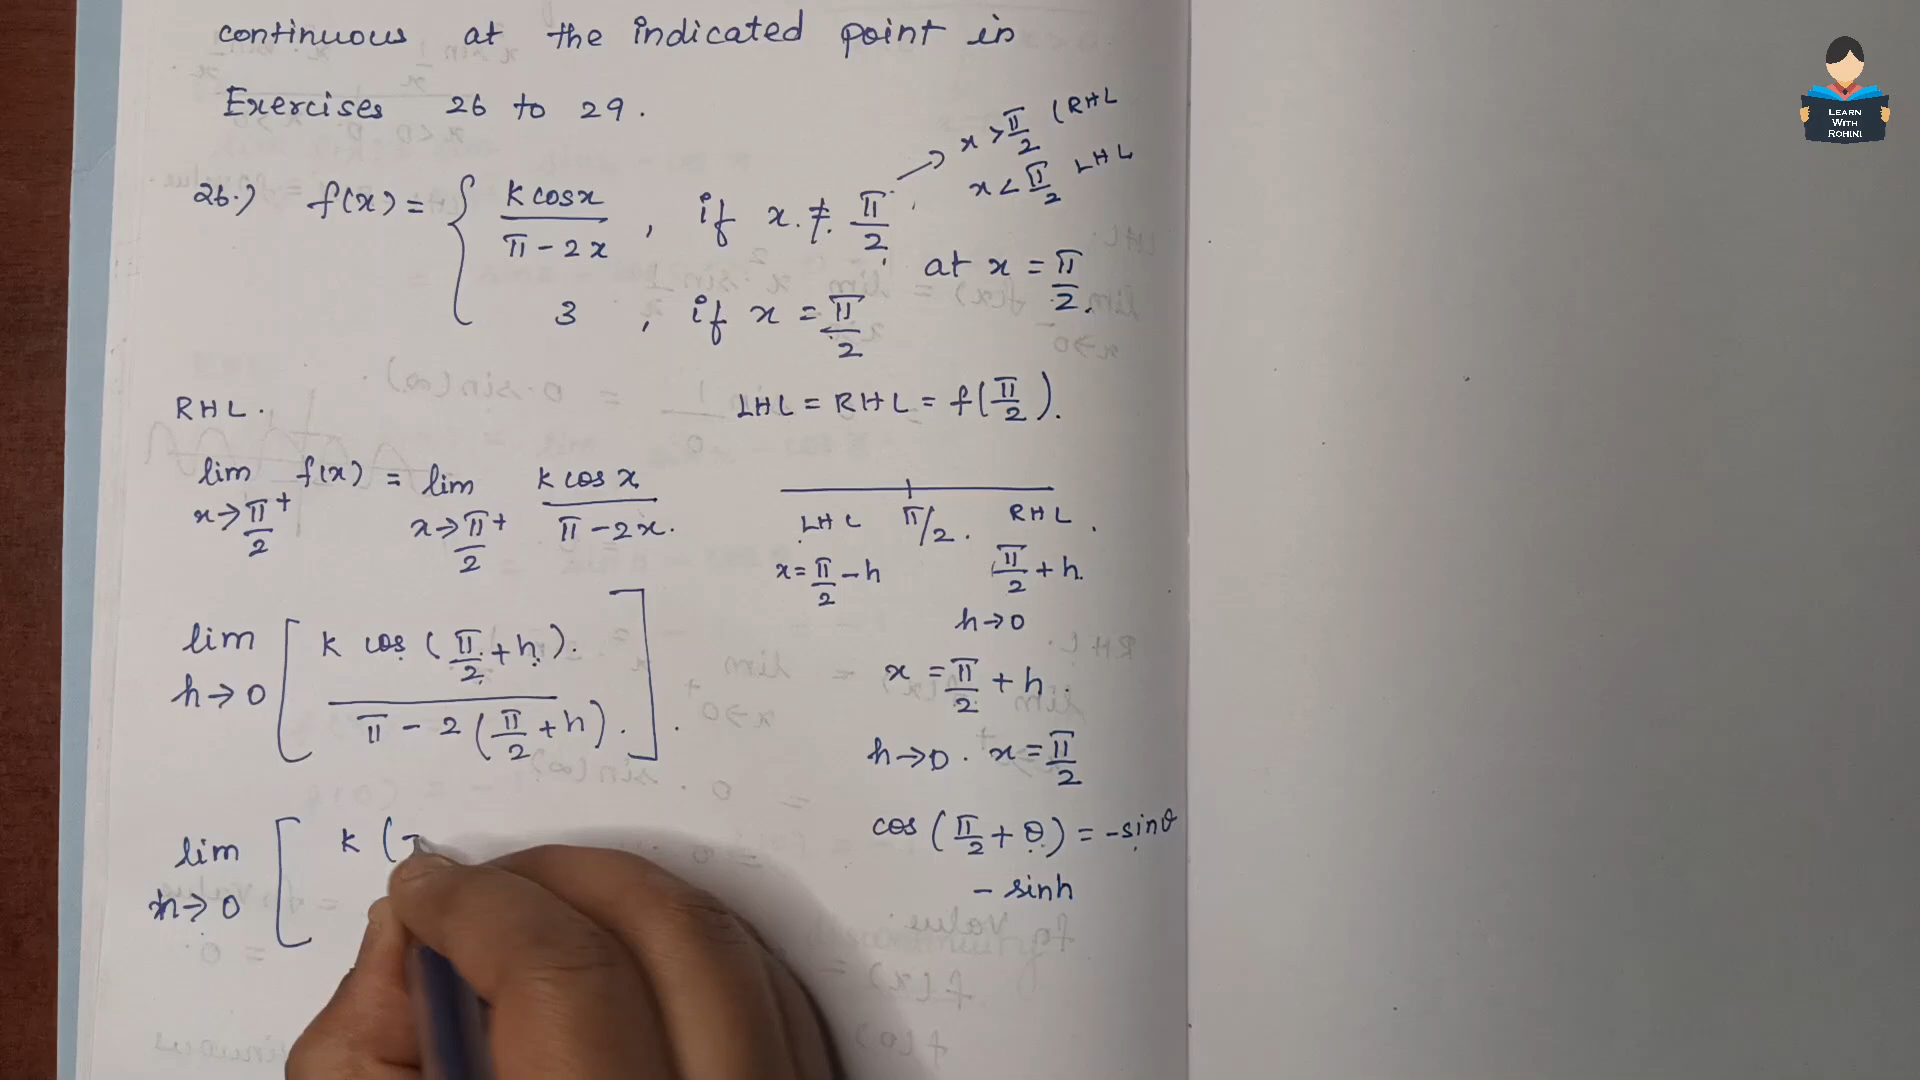 continuous at the indicated point in
Exercises 26 to 29.
26.) f(x) = { k cosx / π - 2x , if x ≠ π/2 → x > π/2 (RHL
x < π/2 LHL
3 , if x = π/2
at x = π/2.
RHL.
LHL = RHL = f(π/2).
lim x→π/2+ f(x) = lim x→π/2+ k cos x / π - 2x.
LHL π/2. RHL.
x = π/2 - h π/2 + h.
h→0
lim h→0 [ k cos (π/2 + h). / π - 2(π/2 + h). ].
x = π/2 + h.
h→0. x = π/2
cos (π/2 + θ) = -sinθ
- sinh
lim h→0 [ k (-
LEARN
WITH
ROHINI